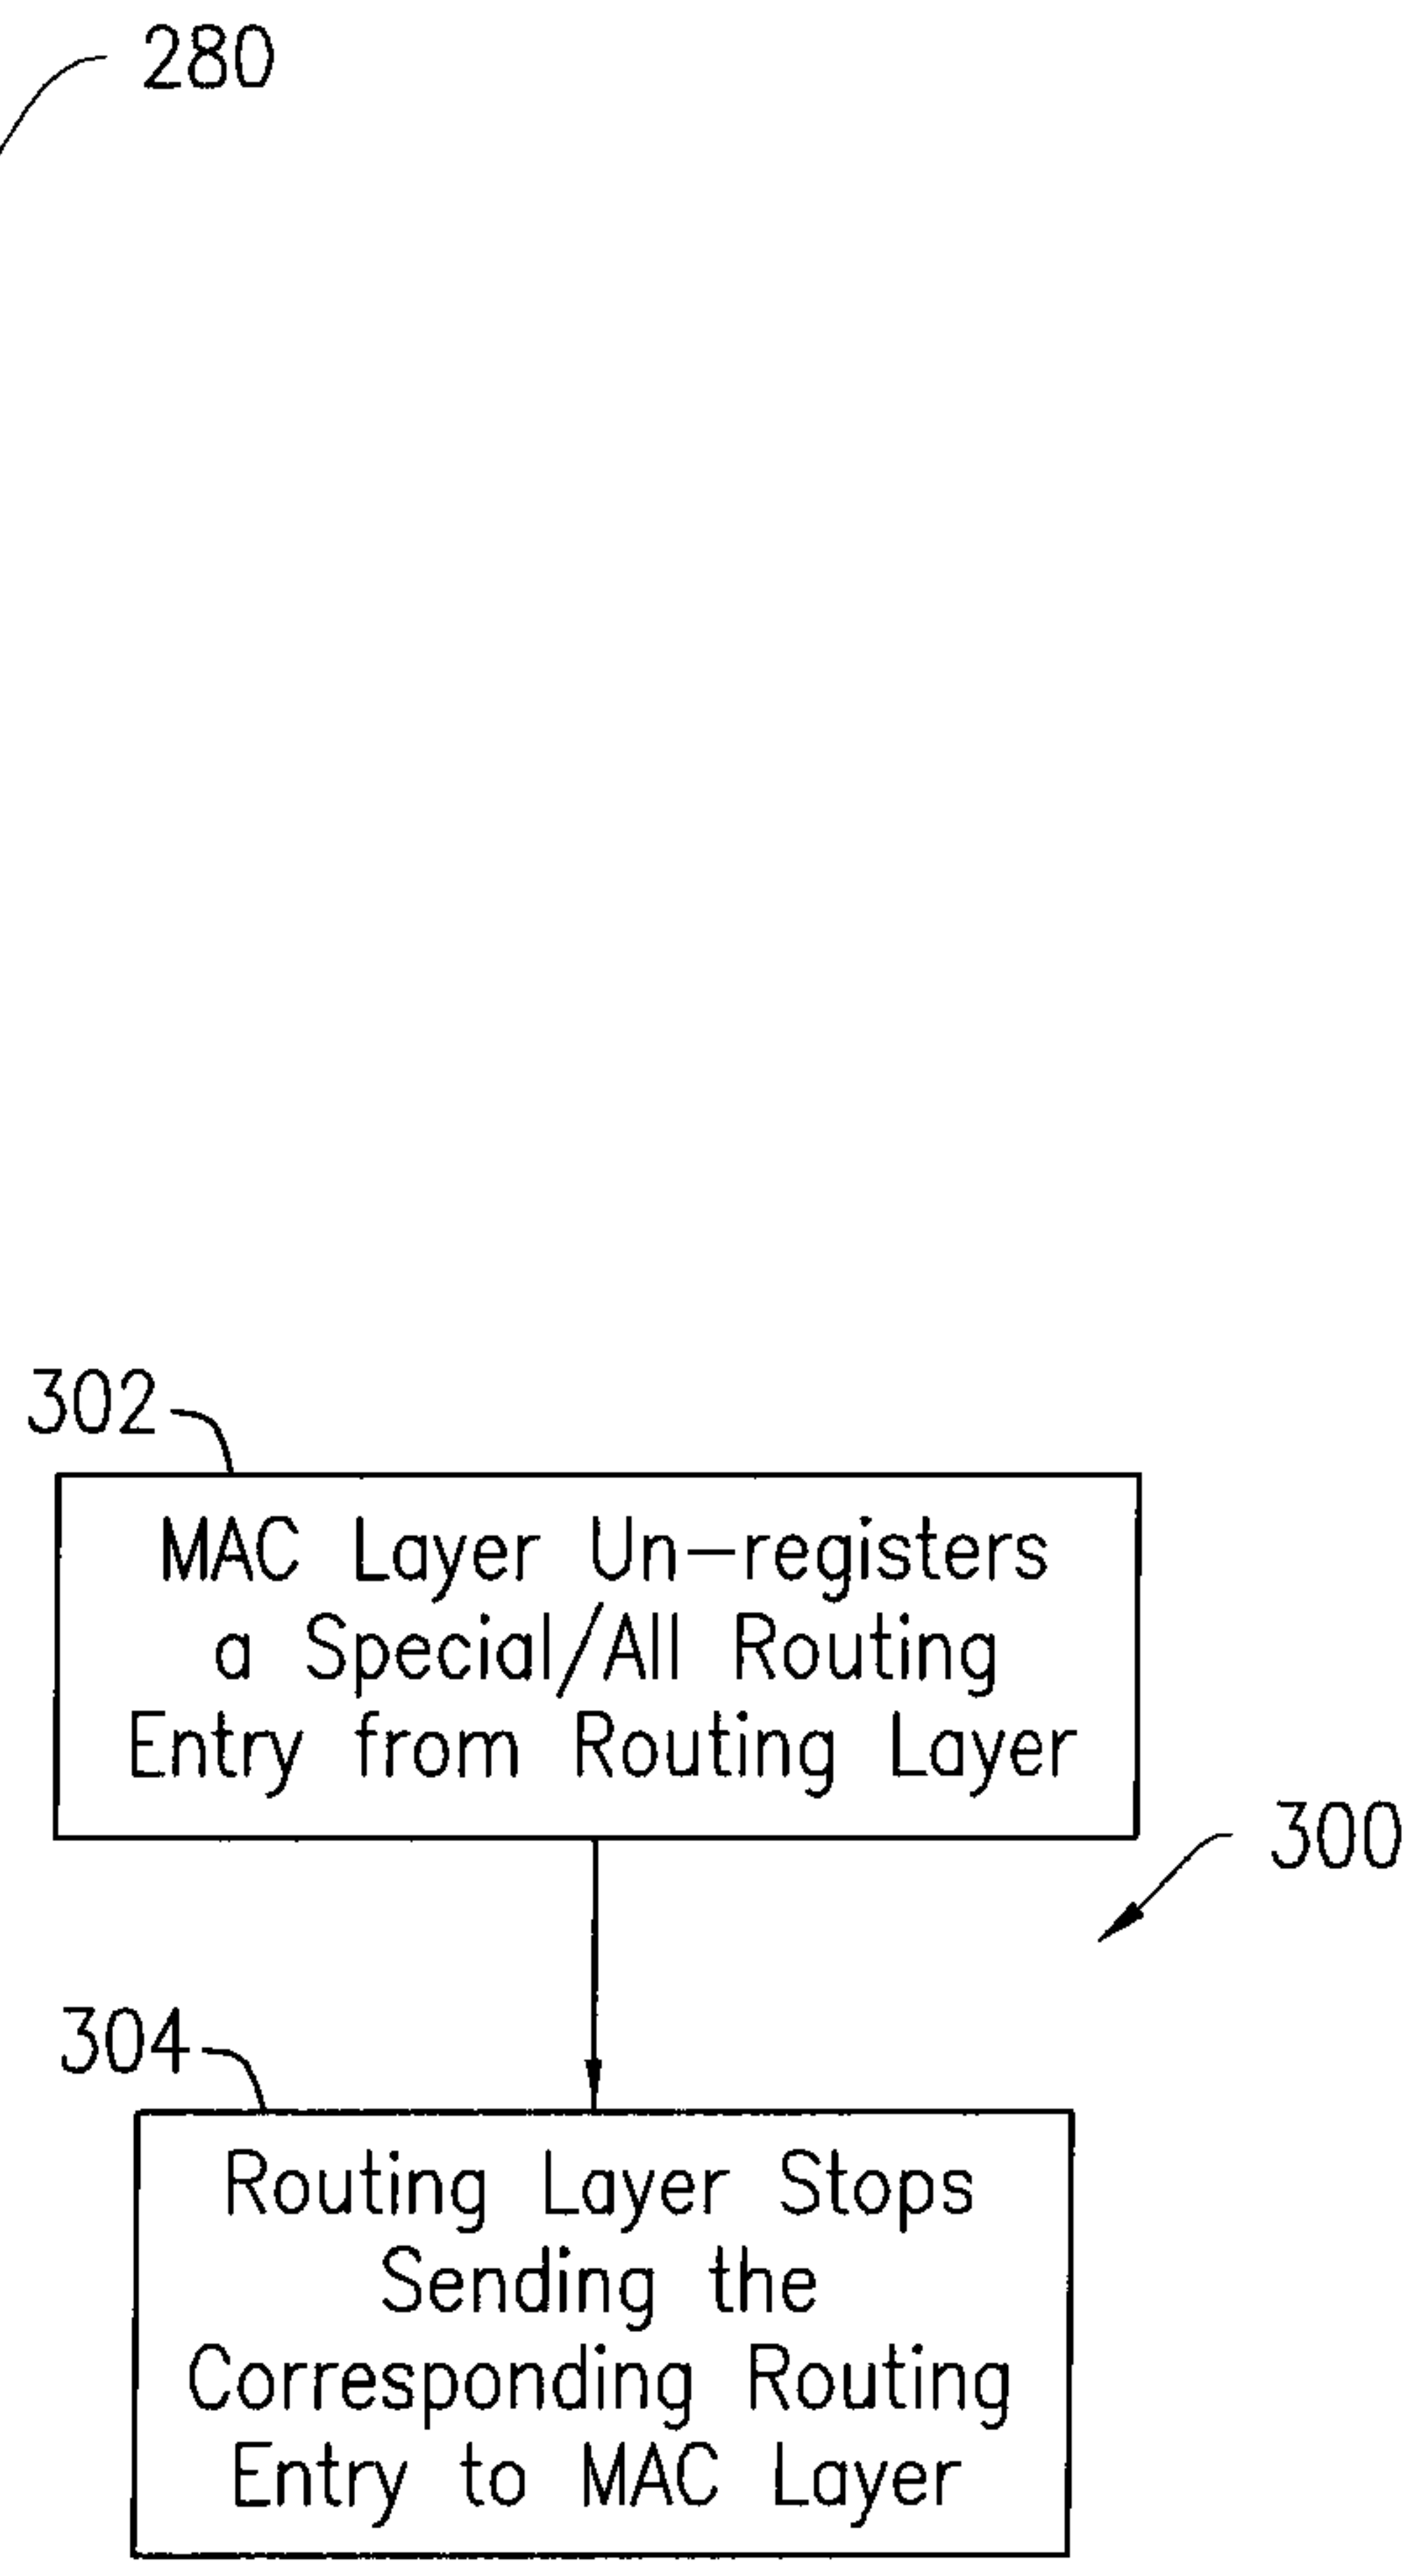 280
302
MAC Layer Un-registers
a Special/All Routing
Entry from Routing Layer
300
304
Routing Layer Stops
Sending the
Corresponding Routing
Entry to MAC Layer